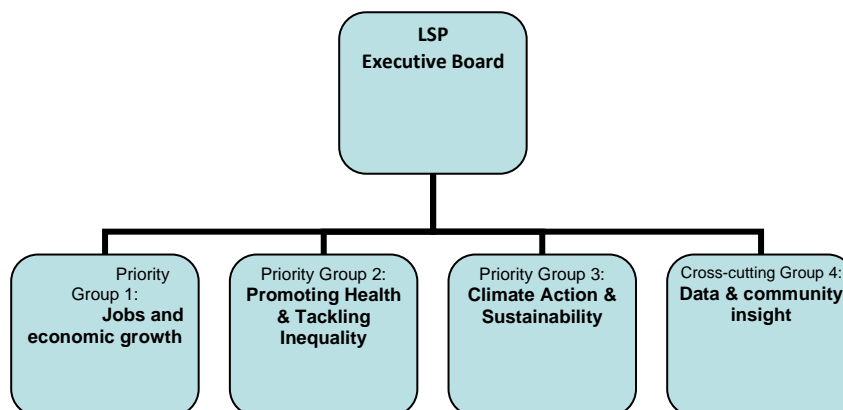 LSP
Executive Board
Priority
Group 1:
Jobs and
economic growth
Priority Group 2:
Promoting Health
& Tackling
Inequality
Priority Group 3:
Climate Action &
Sustainability
Cross-cutting Group 4:
Data & community
insight